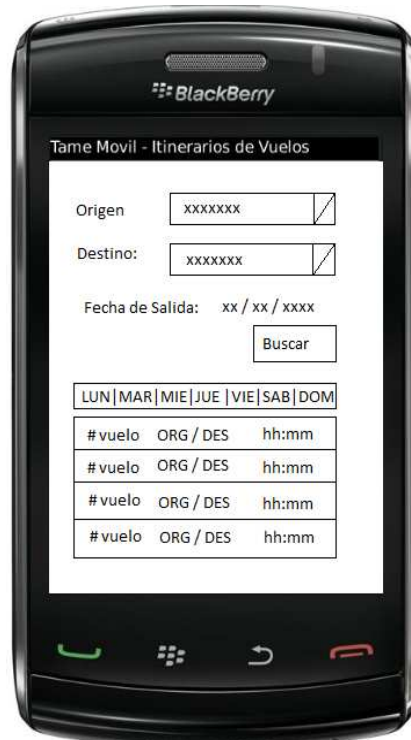 BlackBerry
Tame Movil - Itinerarios de Vuelos
Origen xxxxxxx
Destino: xxxxxxx
Fecha de Salida: xx / xx / xxxx
Buscar
LUN|MAR|MIE|JUE |VIE|SAB|DOM
# vuelo ORG / DES hh:mm
# vuelo ORG / DES hh:mm
# vuelo ORG / DES hh:mm
# vuelo ORG / DES hh:mm